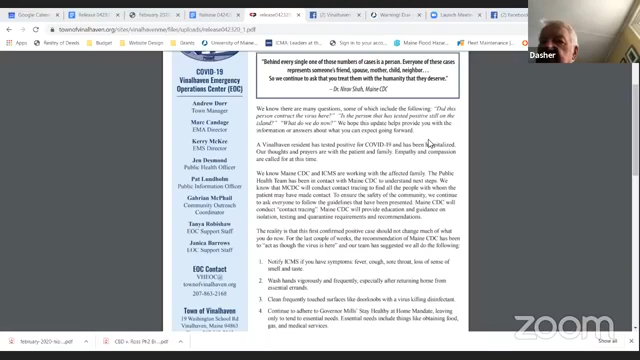 Google Calen
Release 0423
february 2020
Release 0423
release042320
Vinalhaven
Warning! Ele
Launch Meetin
Facebook
townofvinalhaven.org/sites/vinalhavenme/files/uploads/release042320_1.pdf
Apps
Getting Started
University of Maine
ICMA | Leaders at th
Sign in to your acco
Maine Flood Hazar
Fleet Maintenance
Dasher
COVID-19
Vinalhaven Emergency
Operations Center (EOC)
Andrew Dorr
Town Manager
Marc Candage
EMA Director
Kerry McKee
EMS Director
Jen Desmond
Public Health Officer
Pat Lundholm
Public Information Officer
Gabrian McPhail
Community Outreach
Coordinator
Tanya Robishaw
EOC Support Staff
Janica Barrows
EOC Support Staff
EOC Contact
VHEOC@
townofvinalhaven.org
207-863-2168
Town of Vinalhaven
19 Washington School Rd
Vinalhaven, Maine 04863
"Behind every single one of those numbers of cases is a person. Everyone of these cases
represents someone's friend, spouse, mother, child, neighbor…
So we continue to ask that you treat them with the humanity that they deserve."
– Dr. Nirav Shah, Maine CDC
We know there are many questions, some of which include the following: "Did this
person contract the virus here?" "Is the person that has tested positive still on the
island?" "What do we do now?" We hope this update helps provide you with the
information or answers about what you can expect going forward.
A Vinalhaven resident has tested positive for COVID-19 and has been hospitalized.
Our thoughts and prayers are with the patient and family. Empathy and compassion
are called for at this time.
We know Maine CDC and ICMS are working with the affected family. The Public
Health Team has been in contact with Maine CDC to understand next steps. We
know that MCDC will conduct contact tracing to find all the people with whom the
patient may have made contact. To ensure the safety of the community, we continue
to ask everyone to follow the guidelines that have been presented. Maine CDC will
conduct "contact tracing". Maine CDC will provide education and guidance on
isolation, testing and quarantine requirements and recommendations.
The reality is that this first confirmed positive case should not change much of what
you do now. For the last couple of weeks, the recommendation of Maine CDC has been
to "act as though the virus is here" and our team has suggested we all do the following:
1. Notify ICMS if you have symptoms: fever, cough, sore throat, loss of sense of
smell and taste.
2. Wash hands vigorously and frequently, especially after returning home from
essential errands.
3. Clean frequently touched surfaces like doorknobs with a virus killing disinfectant.
4 Continue to adhere to Governor Mills' Stay Healthy at Home Mandate, leaving
only to tend to essential needs. Essential needs include things like obtaining food,
gas, and medical services.
february-2020-slo....pdf
CBD v. Ross Ph2 Br....pdf
Show all
zoom